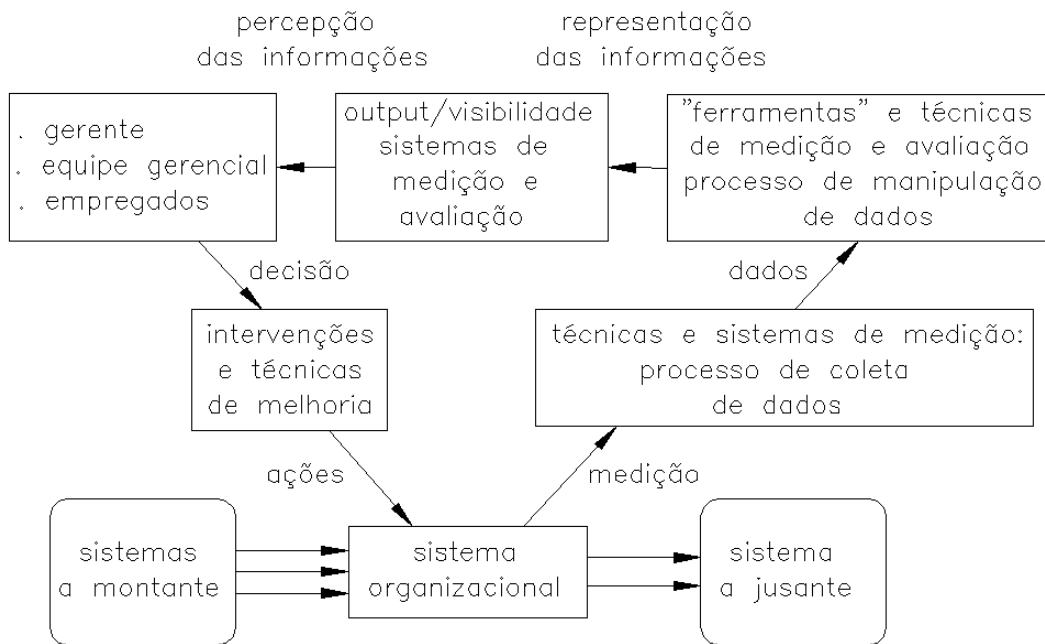 percepção
das informações
representação
das informações
. gerente
. equipe gerencial
. empregados
output/visibilidade
sistemas de
medição e
avaliação
"ferramentas" e técnicas
de medição e avaliação
processo de manipulação
de dados
decisão
dados
intervenções
e técnicas
de melhoria
técnicas e sistemas de medição:
processo de coleta
de dados
ações
medição
sistemas
a montante
sistema
organizacional
sistema
a jusante